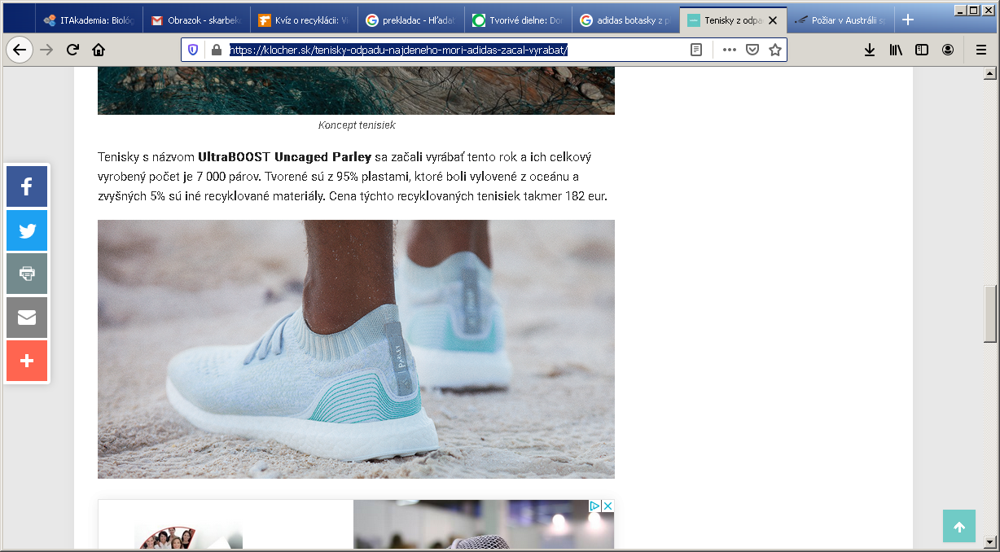 ITAkademia: Biológ
Obrazok - skarbek
Kvíz o recyklácii: V
prekladac - Hľadať
Tvorivé dielne: Do
adidas botasky z p
Tenisky z odpa
Požiar v Austrálii s
https://klocher.sk/tenisky-odpadu-najdeneho-mori-adidas-zacal-vyrabat/
Koncept tenisiek
Tenisky s názvom UltraBOOST Uncaged Parley sa začali vyrábať tento rok a ich celkový
vyrobený počet je 7 000 párov. Tvorené sú z 95% plastami, ktoré boli vylovené z oceánu a
zvyšných 5% sú iné recyklované materiály. Cena týchto recyklovaných tenisiek takmer 182 eur.
PARLEY